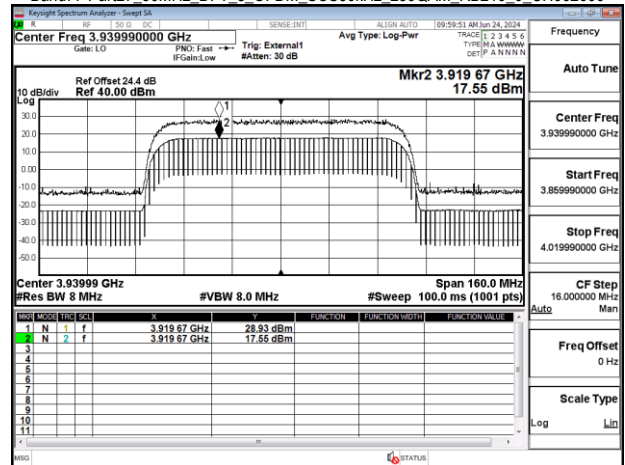 Keysight Spectrum Analyzer - Swept SA
R RF 50 Ω DC SENSE:INT ALIGN AUTO 09:59:51 AM Jun 24, 2024
Center Freq 3.939990000 GHz
Gate: LO
PNO: Fast
IFGain:Low
Trig: External1
#Atten: 30 dB
Avg Type: Log-Pwr
TRACE 1 2 3 4 5 6
TYPE M A W W W W
DET P A N N N N
Ref Offset 24.4 dB
Ref 40.00 dBm
Mkr2 3.919 67 GHz
17.55 dBm
10 dB/div
Log
1
2
30.0
20.0
10.0
0.00
-10.0
-20.0
-30.0
-40.0
-50.0
Center 3.93999 GHz Span 160.0 MHz
#Res BW 8 MHz #VBW 8.0 MHz #Sweep 100.0 ms (1001 pts)
MKR MODE TRC SCL X Y FUNCTION FUNCTION WIDTH FUNCTION VALUE
1 N 1 f 3.919 67 GHz 28.93 dBm
2 N 2 f 3.919 67 GHz 17.55 dBm
3
4
5
6
7
8
9
10
11
MSG STATUS
Frequency
Auto Tune
Center Freq
3.939990000 GHz
Start Freq
3.859990000 GHz
Stop Freq
4.019990000 GHz
CF Step
16.000000 MHz
Auto Man
Freq Offset
0 Hz
Scale Type
Log Lin